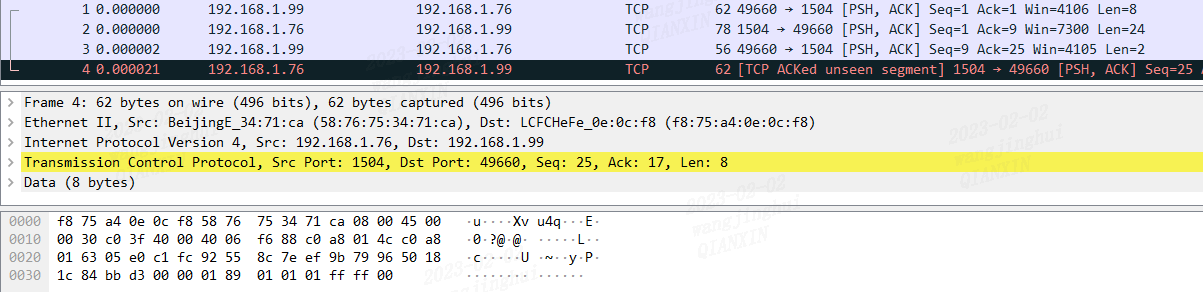 1 0.000000 192.168.1.99 192.168.1.76 TCP 62 49660 → 1504 [PSH, ACK] Seq=1 Ack=1 Win=4106 Len=8
2 0.000000 192.168.1.76 192.168.1.99 TCP 78 1504 → 49660 [PSH, ACK] Seq=1 Ack=9 Win=7300 Len=24
3 0.000002 192.168.1.99 192.168.1.76 TCP 56 49660 → 1504 [PSH, ACK] Seq=9 Ack=25 Win=4105 Len=2
4 0.000021 192.168.1.76 192.168.1.99 TCP 62 [TCP ACKed unseen segment] 1504 → 49660 [PSH, ACK] Seq=25 A
Frame 4: 62 bytes on wire (496 bits), 62 bytes captured (496 bits)
Ethernet II, Src: BeijingE_34:71:ca (58:76:75:34:71:ca), Dst: LCFCHeFe_0e:0c:f8 (f8:75:a4:0e:0c:f8)
Internet Protocol Version 4, Src: 192.168.1.76, Dst: 192.168.1.99
Transmission Control Protocol, Src Port: 1504, Dst Port: 49660, Seq: 25, Ack: 17, Len: 8
Data (8 bytes)
0000 f8 75 a4 0e 0c f8 58 76 75 34 71 ca 08 00 45 00 ·u····Xv u4q···E·
0010 00 30 c0 3f 40 00 40 06 f6 88 c0 a8 01 4c c0 a8 ·0·?@·@· ·····L··
0020 01 63 05 e0 c1 fc 92 55 8c 7e ef 9b 79 96 50 18 ·c·····U ·~··y·P·
0030 1c 84 bb d3 00 00 01 89 01 01 01 ff ff 00 ········ ······
2023-02-02
wangjinghui
QIANXIN